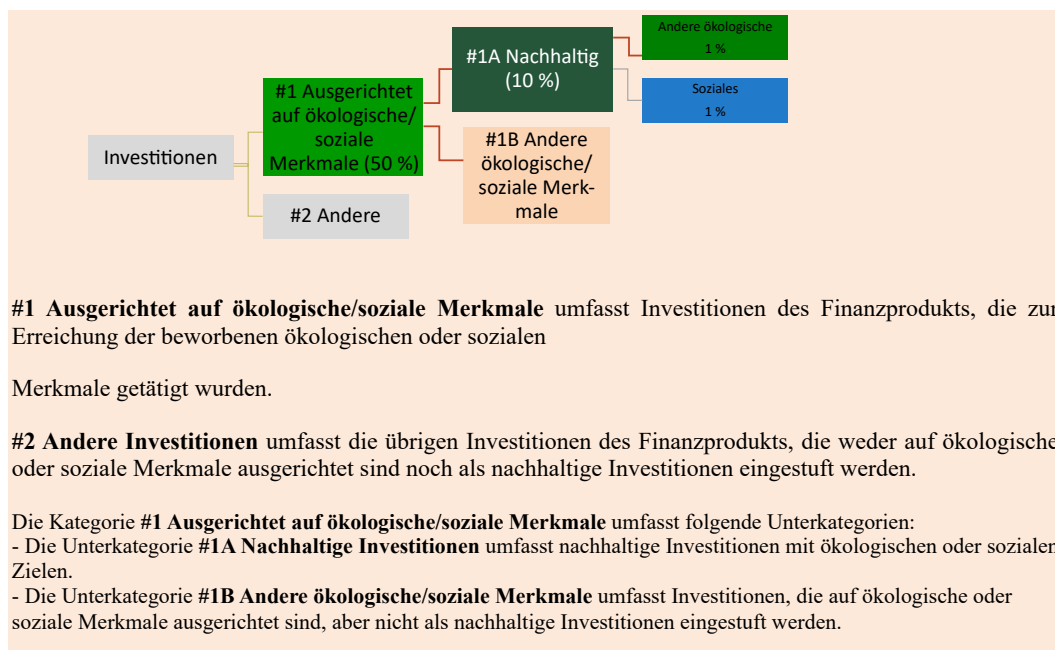 Andere ökologische
1 %
#1A Nachhaltig
(10 %)
Soziales
1 %
#1 Ausgerichtet
auf ökologische/
soziale
Merkmale (50 %)
#1B Andere
ökologische/
soziale Merk-
male
Investitionen
#2 Andere
#1 Ausgerichtet auf ökologische/soziale Merkmale umfasst Investitionen des Finanzprodukts, die zur
Erreichung der beworbenen ökologischen oder sozialen
Merkmale getätigt wurden.
#2 Andere Investitionen umfasst die übrigen Investitionen des Finanzprodukts, die weder auf ökologische
oder soziale Merkmale ausgerichtet sind noch als nachhaltige Investitionen eingestuft werden.
Die Kategorie #1 Ausgerichtet auf ökologische/soziale Merkmale umfasst folgende Unterkategorien:
- Die Unterkategorie #1A Nachhaltige Investitionen umfasst nachhaltige Investitionen mit ökologischen oder sozialen
Zielen.
- Die Unterkategorie #1B Andere ökologische/soziale Merkmale umfasst Investitionen, die auf ökologische oder
soziale Merkmale ausgerichtet sind, aber nicht als nachhaltige Investitionen eingestuft werden.